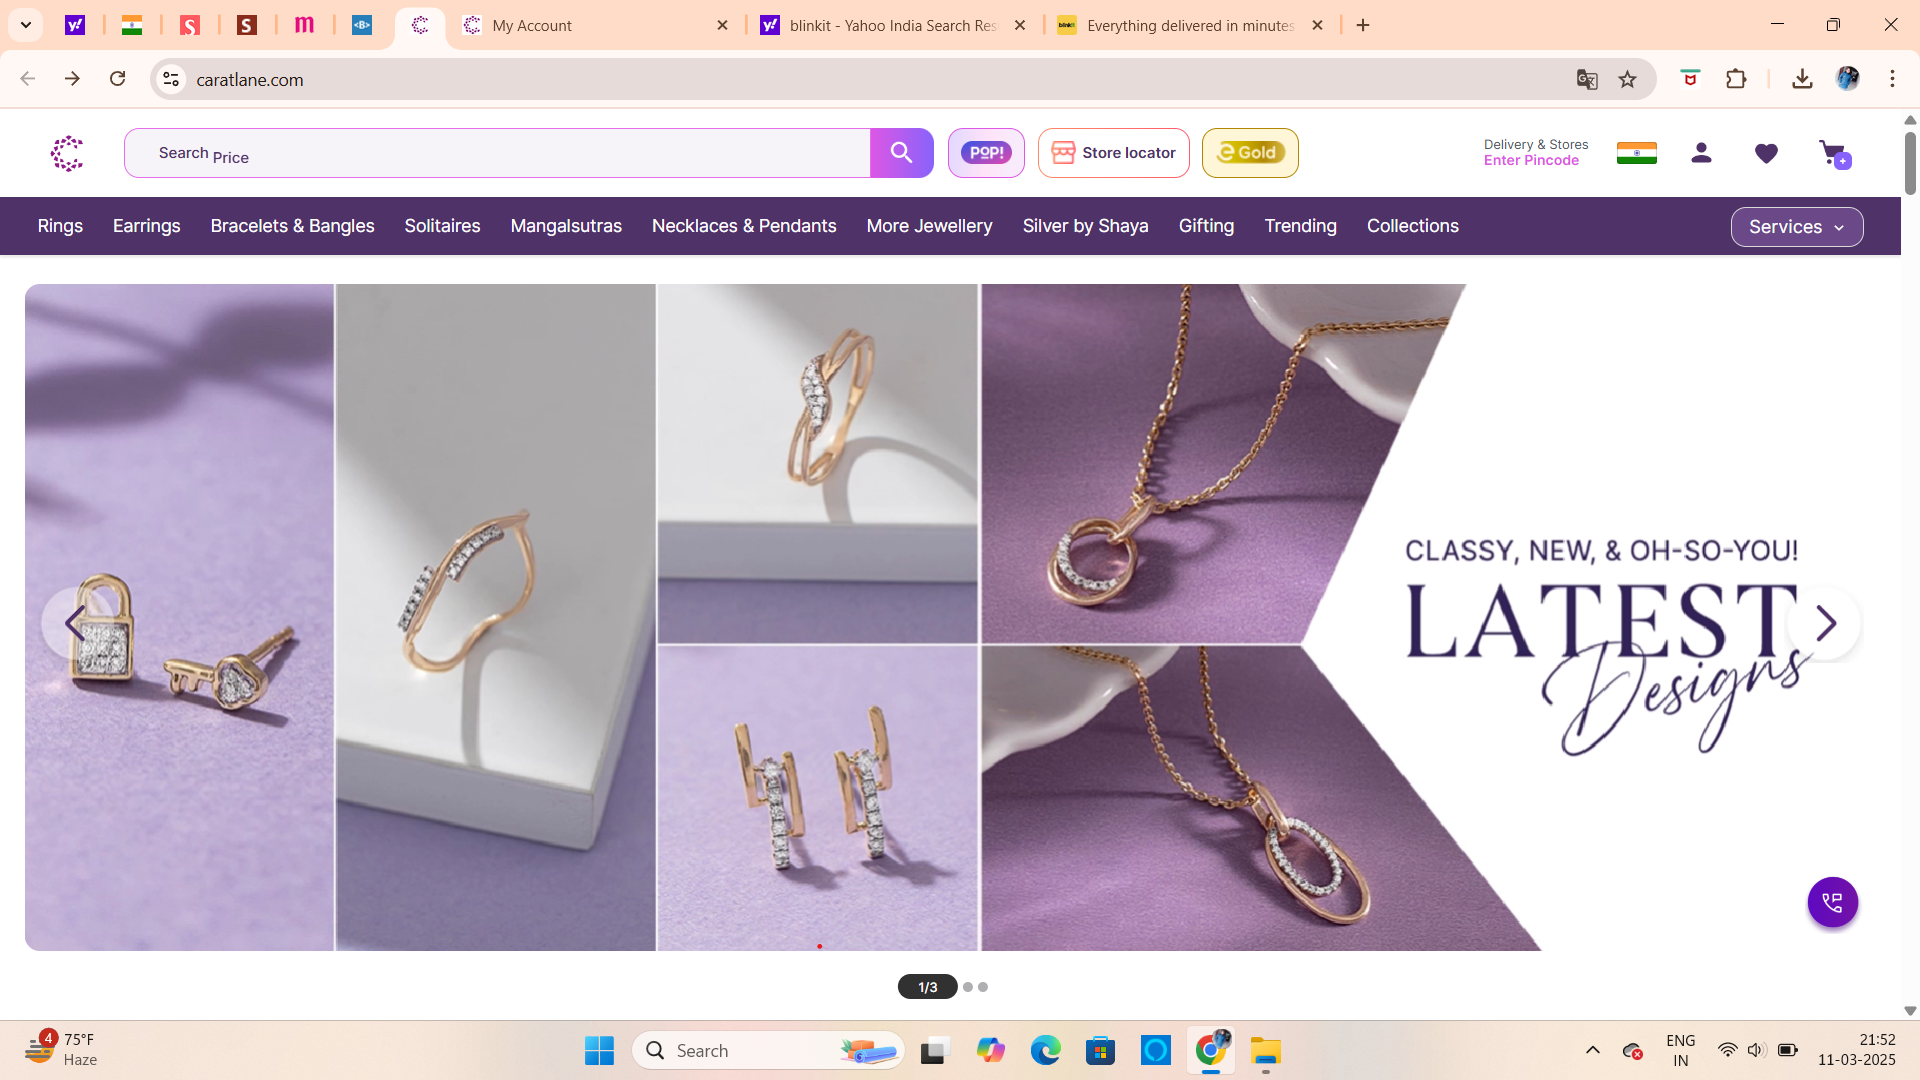 My Account
blinkit - Yahoo India Search Res
Everything delivered in minutes
caratlane.com
Search Price
POP!
Store locator
eGold
Delivery & Stores
Enter Pincode
Rings Earrings Bracelets & Bangles Solitaires Mangalsutras Necklaces & Pendants More Jewellery Silver by Shaya Gifting Trending Collections Services
CLASSY, NEW, & OH-SO-YOU!
LATEST
Designs
1/3
4
75°F
Haze
Search
ENG
IN
21:52
11-03-2025